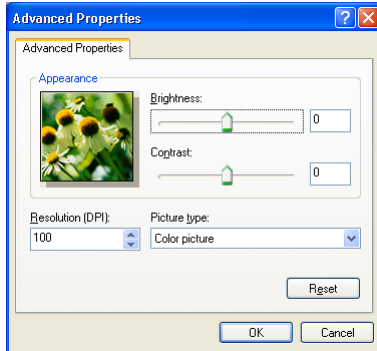 Advanced Properties
Advanced Properties
Appearance
Brightness:
0
Contrast:
0
Resolution (DPI):
Picture type:
100
Color picture
Reset
OK
Cancel